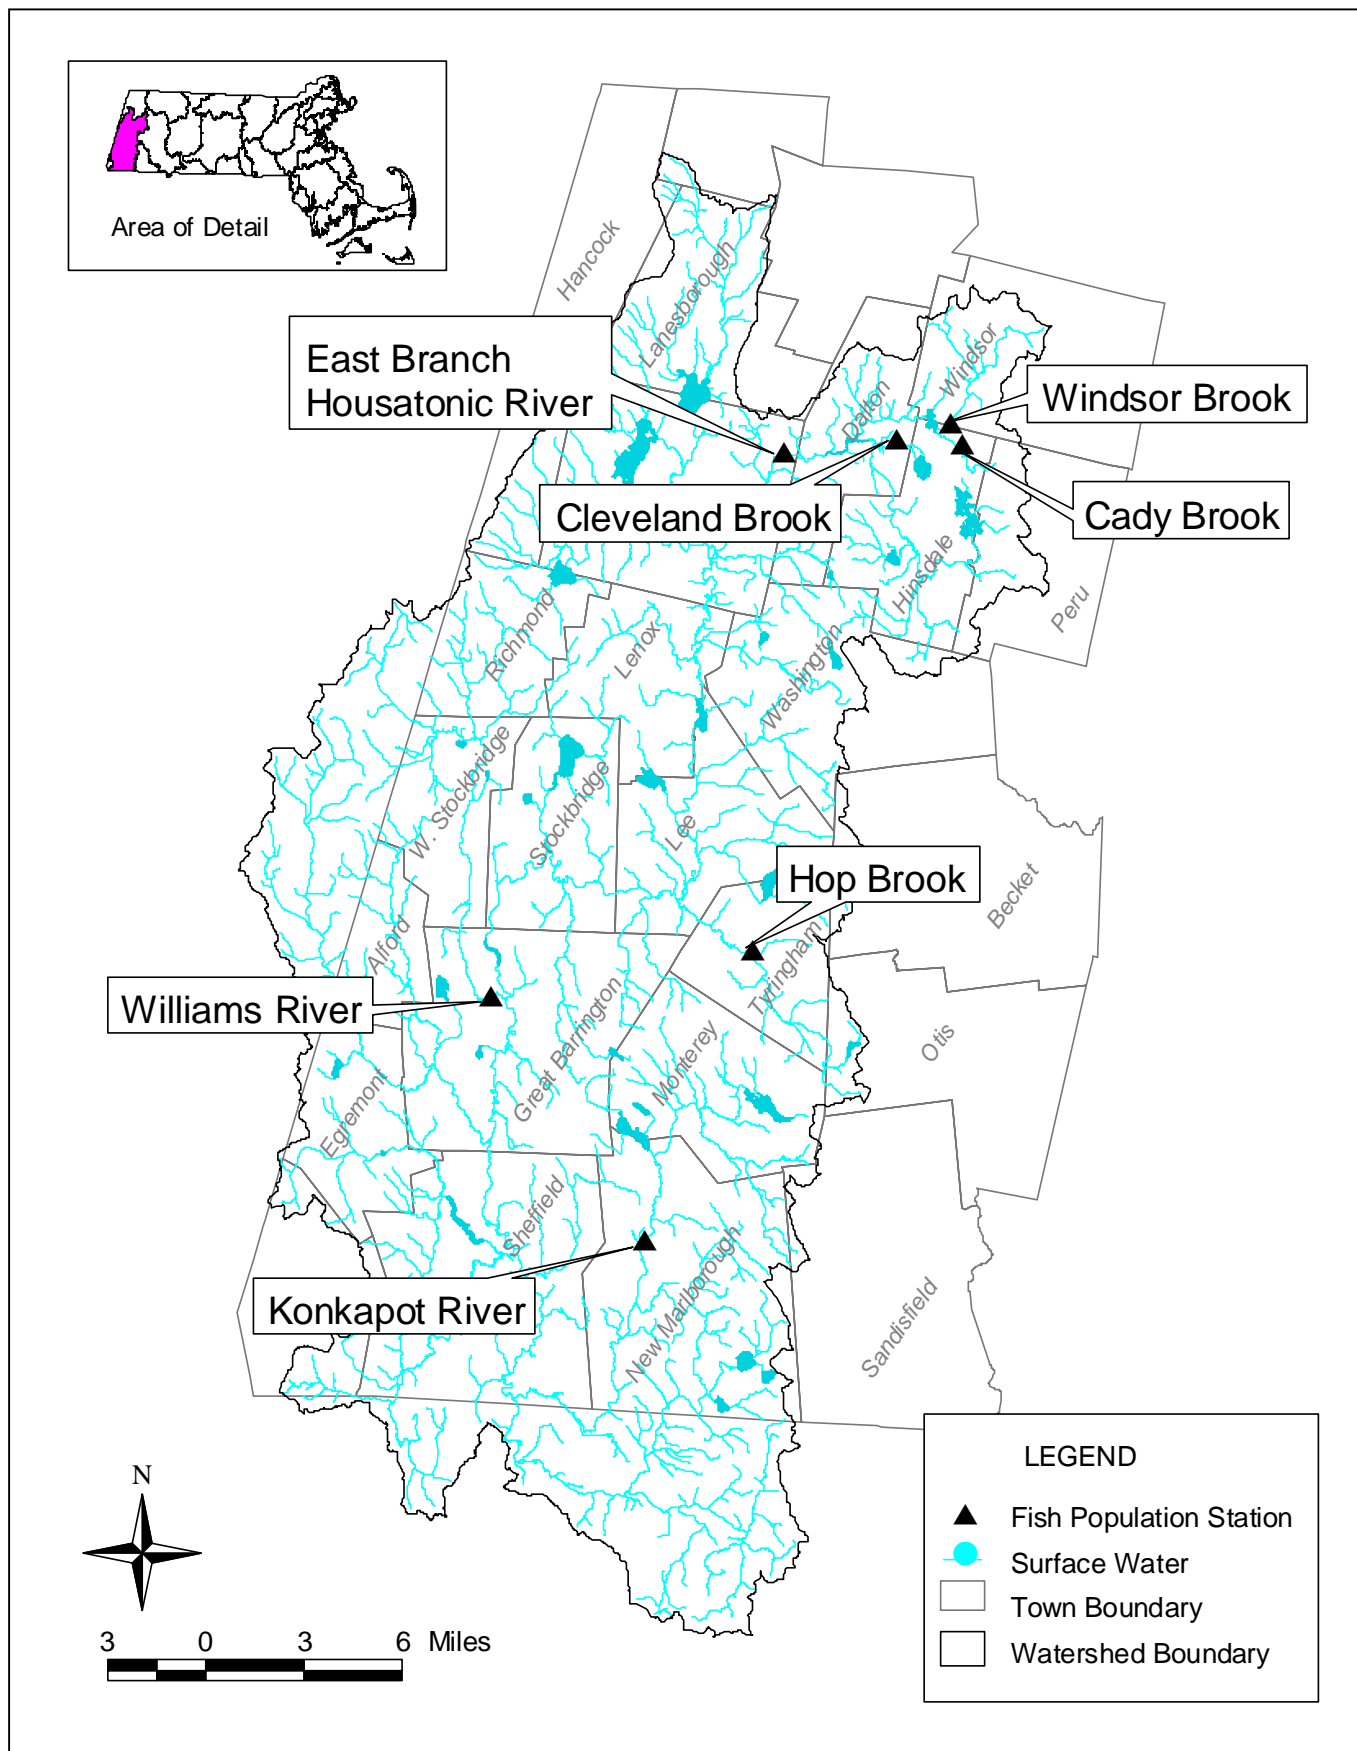 Area of Detail
Hancock
Lanesborough
East Branch
Housatonic River
Windsor
Dalton
Windsor Brook
Cleveland Brook
Cady Brook
Hinsdale
Peru
Richmond
Lenox
Washington
W. Stockbridge
Stockbridge
Lee
Hop Brook
Becket
Alford
Tyringham
Williams River
Great Barrington
Monterey
Otis
Egremont
Sheffield
New Marlborough
Konkapot River
Sandisfield
LEGEND
Fish Population Station
Surface Water
Town Boundary
Watershed Boundary
N
3 0 3 6 Miles